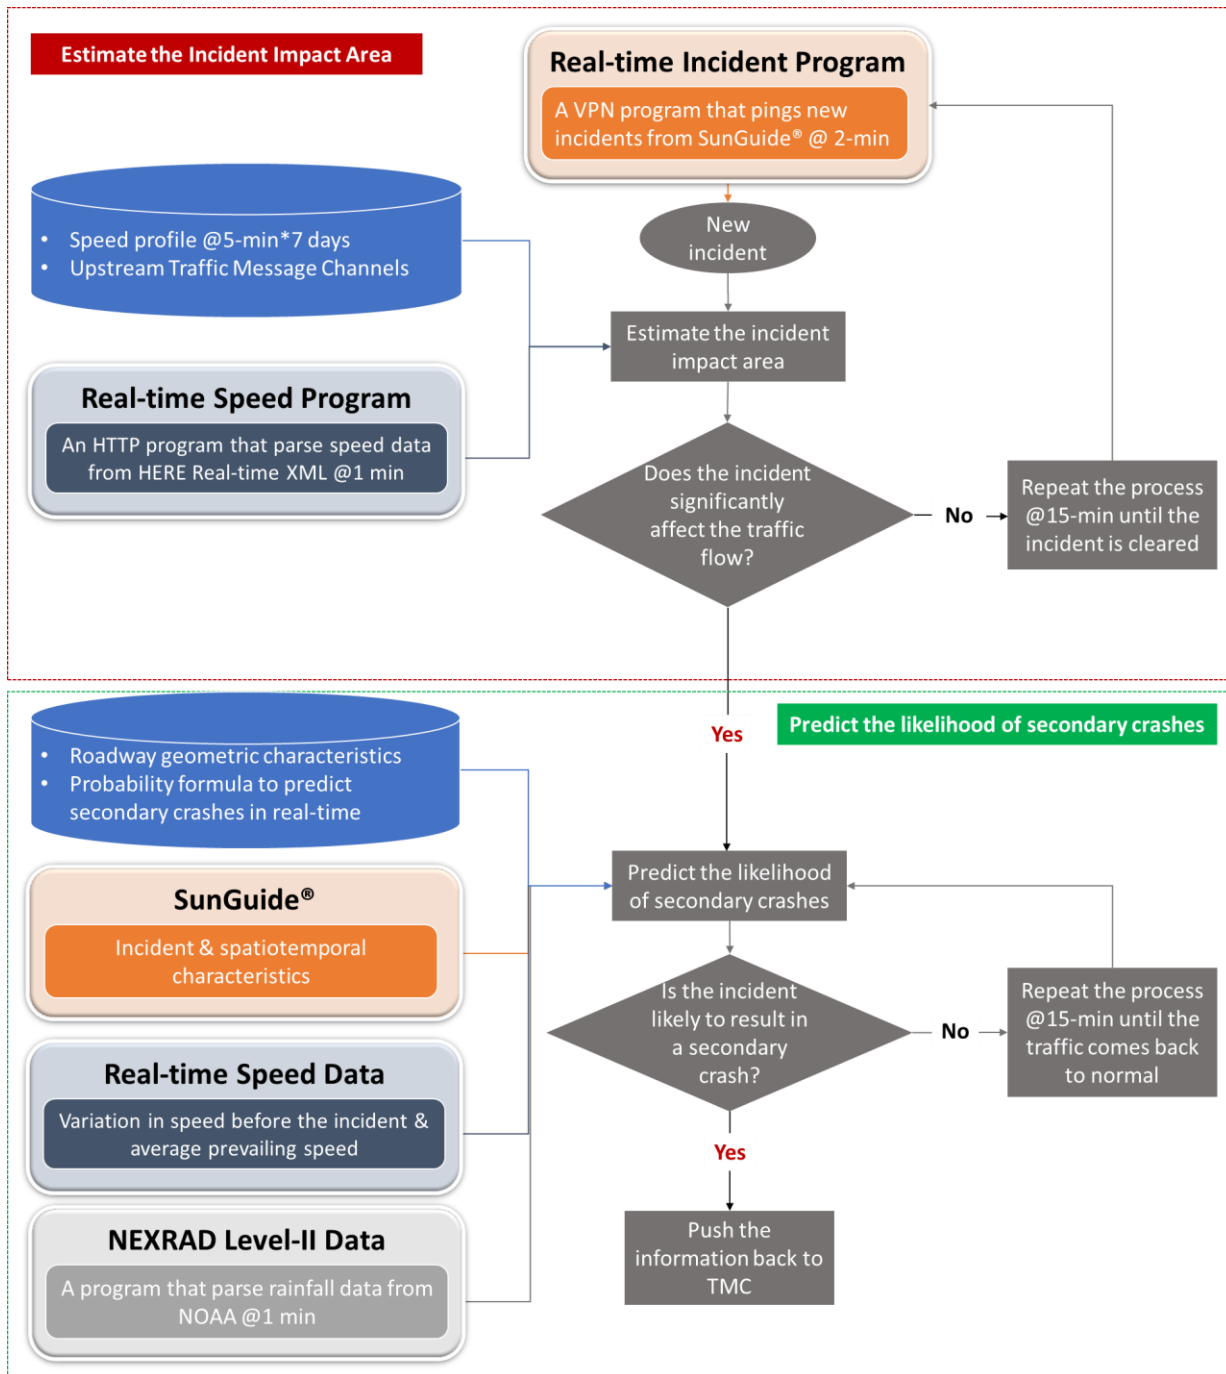 Estimate the Incident Impact Area
Real-time Incident Program
A VPN program that pings new
incidents from SunGuide® @ 2-min
• Speed profile @5-min*7 days
• Upstream Traffic Message Channels
New
incident
Estimate the incident
impact area
Real-time Speed Program
An HTTP program that parse speed data
from HERE Real-time XML @1 min
Does the incident
significantly
affect the traffic
flow?
No
Repeat the process
@15-min until the
incident is cleared
Yes
Predict the likelihood of secondary crashes
• Roadway geometric characteristics
• Probability formula to predict
secondary crashes in real-time
Predict the likelihood
of secondary crashes
SunGuide®
Incident & spatiotemporal
characteristics
Is the incident
likely to result in
a secondary
crash?
No
Repeat the process
@15-min until the
traffic comes back
to normal
Real-time Speed Data
Variation in speed before the incident &
average prevailing speed
Yes
NEXRAD Level-II Data
A program that parse rainfall data from
NOAA @1 min
Push the
information back to
TMC